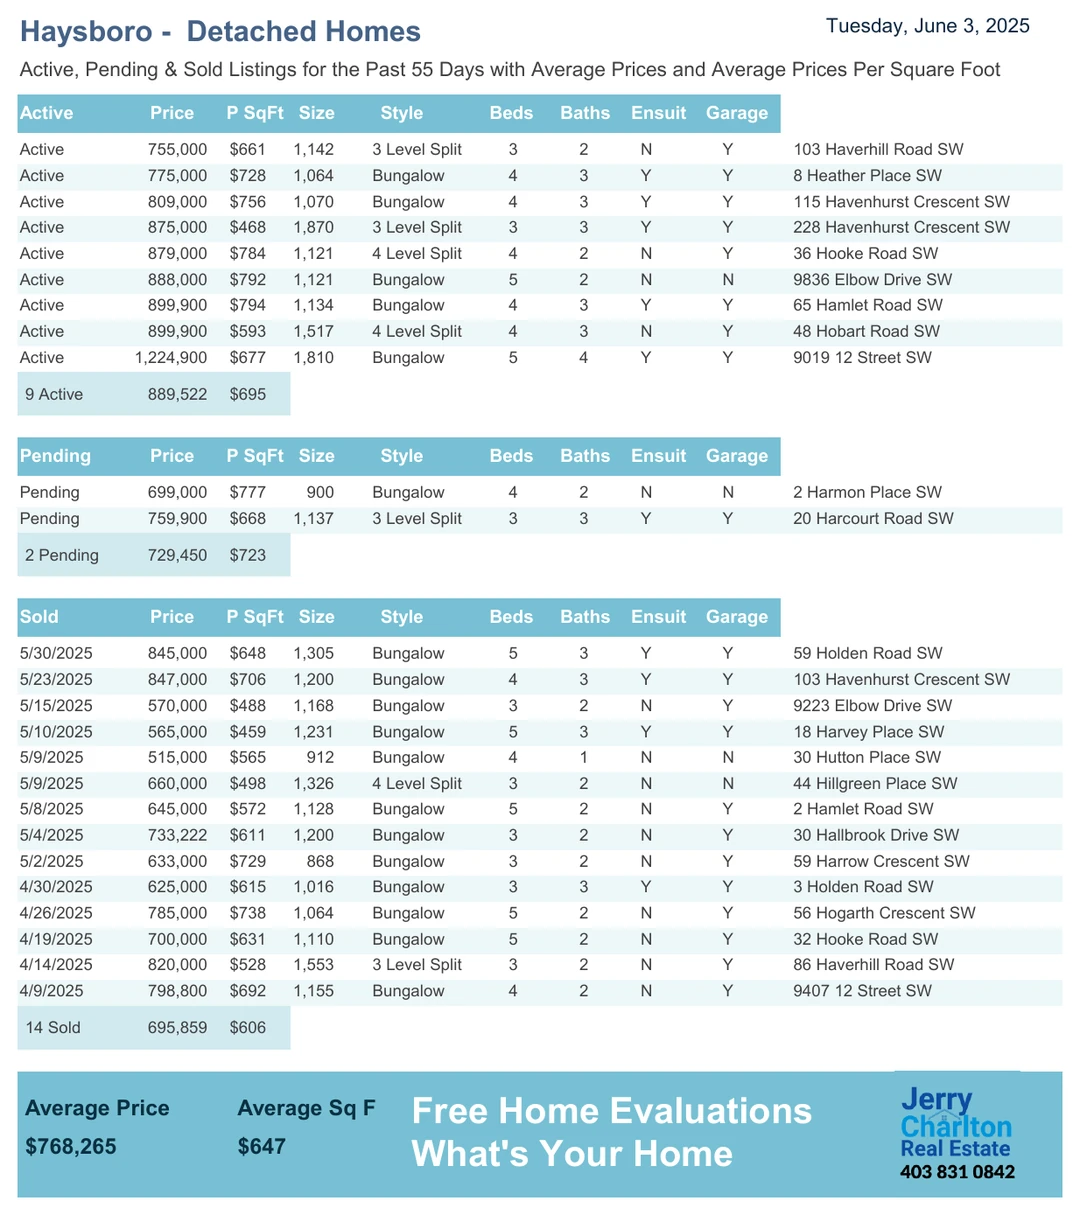 Haysboro -  Detached Homes
Tuesday, June 3, 2025
Active, Pending & Sold Listings for the Past 55 Days with Average Prices and Average Prices Per Square Foot
Active Price P SqFt Size Style Beds Baths Ensuit Garage
Active 755,000 $661 1,142 3 Level Split 3 2 N Y 103 Haverhill Road SW
Active 775,000 $728 1,064 Bungalow 4 3 Y Y 8 Heather Place SW
Active 809,000 $756 1,070 Bungalow 4 3 Y Y 115 Havenhurst Crescent SW
Active 875,000 $468 1,870 3 Level Split 3 3 Y Y 228 Havenhurst Crescent SW
Active 879,000 $784 1,121 4 Level Split 4 2 N Y 36 Hooke Road SW
Active 888,000 $792 1,121 Bungalow 5 2 N N 9836 Elbow Drive SW
Active 899,900 $794 1,134 Bungalow 4 3 Y Y 65 Hamlet Road SW
Active 899,900 $593 1,517 4 Level Split 4 3 N Y 48 Hobart Road SW
Active 1,224,900 $677 1,810 Bungalow 5 4 Y Y 9019 12 Street SW
9 Active 889,522 $695
Pending Price P SqFt Size Style Beds Baths Ensuit Garage
Pending 699,000 $777 900 Bungalow 4 2 N N 2 Harmon Place SW
Pending 759,900 $668 1,137 3 Level Split 3 3 Y Y 20 Harcourt Road SW
2 Pending 729,450 $723
Sold Price P SqFt Size Style Beds Baths Ensuit Garage
5/30/2025 845,000 $648 1,305 Bungalow 5 3 Y Y 59 Holden Road SW
5/23/2025 847,000 $706 1,200 Bungalow 4 3 Y Y 103 Havenhurst Crescent SW
5/15/2025 570,000 $488 1,168 Bungalow 3 2 N Y 9223 Elbow Drive SW
5/10/2025 565,000 $459 1,231 Bungalow 5 3 Y Y 18 Harvey Place SW
5/9/2025 515,000 $565 912 Bungalow 4 1 N N 30 Hutton Place SW
5/9/2025 660,000 $498 1,326 4 Level Split 3 2 N N 44 Hillgreen Place SW
5/8/2025 645,000 $572 1,128 Bungalow 5 2 N Y 2 Hamlet Road SW
5/4/2025 733,222 $611 1,200 Bungalow 3 2 N Y 30 Hallbrook Drive SW
5/2/2025 633,000 $729 868 Bungalow 3 2 N Y 59 Harrow Crescent SW
4/30/2025 625,000 $615 1,016 Bungalow 3 3 Y Y 3 Holden Road SW
4/26/2025 785,000 $738 1,064 Bungalow 5 2 N Y 56 Hogarth Crescent SW
4/19/2025 700,000 $631 1,110 Bungalow 5 2 N Y 32 Hooke Road SW
4/14/2025 820,000 $528 1,553 3 Level Split 3 2 N Y 86 Haverhill Road SW
4/9/2025 798,800 $692 1,155 Bungalow 4 2 N Y 9407 12 Street SW
14 Sold 695,859 $606
Average Price Average Sq F
$768,265 $647
Free Home Evaluations
What's Your Home
Jerry
Charlton
Real Estate
403 831 0842